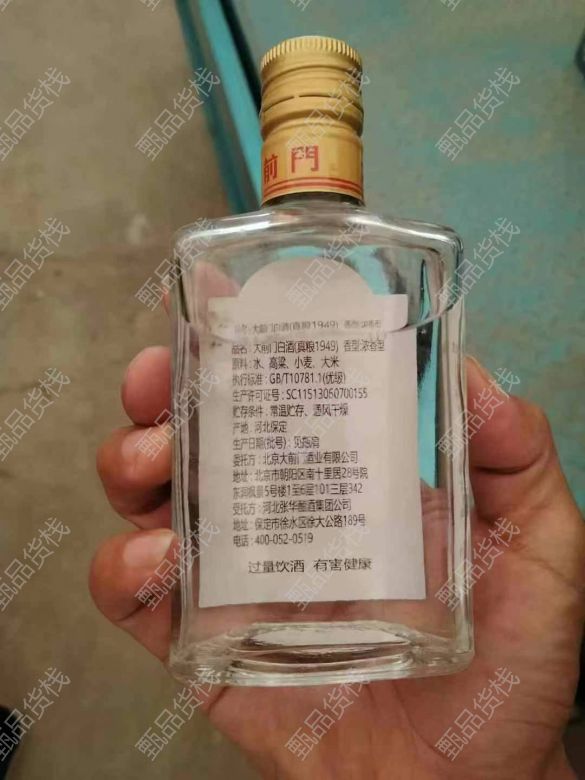 前門
品名：大前门白酒(真粮1949) 香型:浓香型
原料：水、高粱、小麦、大米
执行标准：GB/T10781.1(优级)
生产许可证号：SC11513060700155
贮存条件：常温贮存、通风干燥
产地：河北保定
生产日期(批号)：见瓶肩
委托方：北京大前门酒业有限公司
地址：北京市朝阳区南十里居28号院
东润枫景5号楼1至6层101三层342
受托方：河北张华酿酒集团公司
地址：保定市徐水区徐大公路189号
电话：400-052-0519
过量饮酒 有害健康
甄品货栈